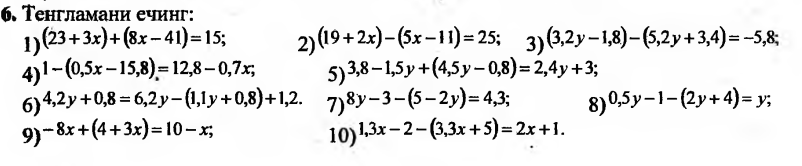 6. Тенгламани ечинг:
1) (23+3x)+(8x−41)=15; 2) (19+2x)−(5x−11)=25; 3) (3,2y−1,8)−(5,2y+3,4)=−5,8;
4) 1−(0,5x−15,8)=12,8−0,7x; 5) 3,8−1,5y+(4,5y−0,8)=2,4y+3;
6) 4,2y+0,8=6,2y−(1,1y+0,8)+1,2. 7) 8y−3−(5−2y)=4,3; 8) 0,5y−1−(2y+4)=y;
9) −8x+(4+3x)=10−x; 10) 1,3x−2−(3,3x+5)=2x+1.